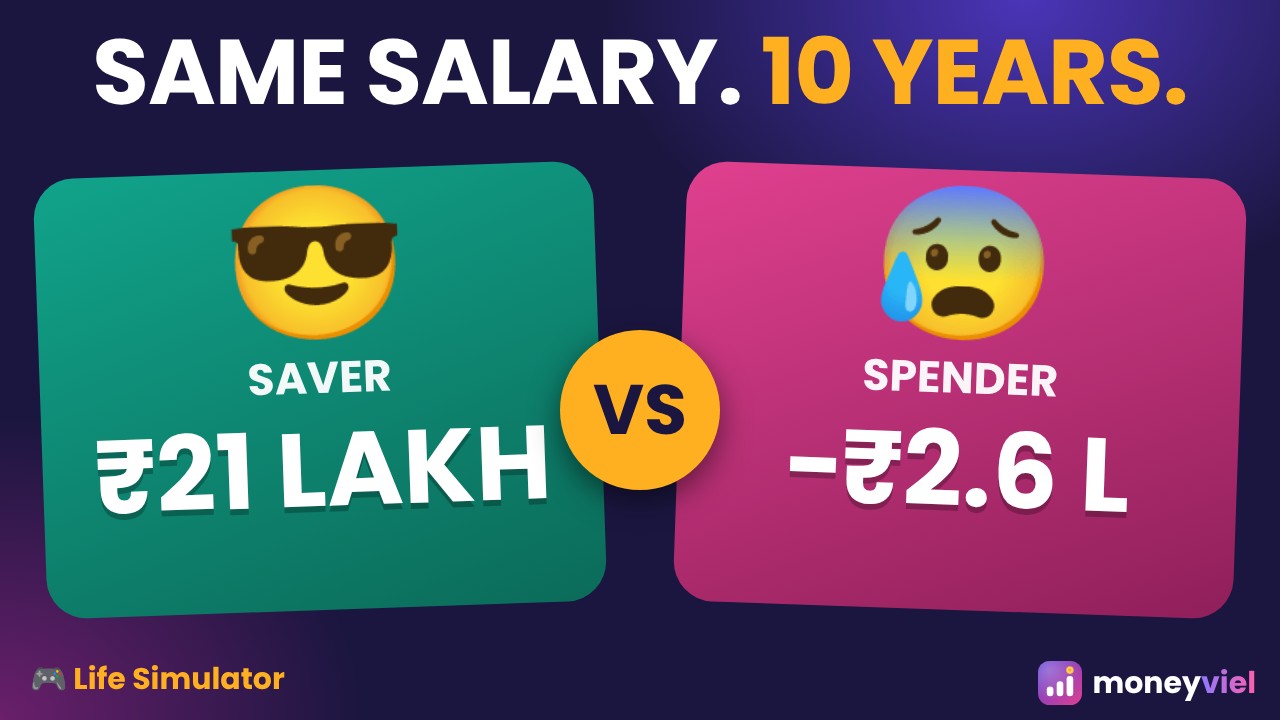 SAME SALARY. 10 YEARS.
SAVER
₹21 LAKH
VS
SPENDER
-₹2.6 L
🎮 Life Simulator
moneyviel